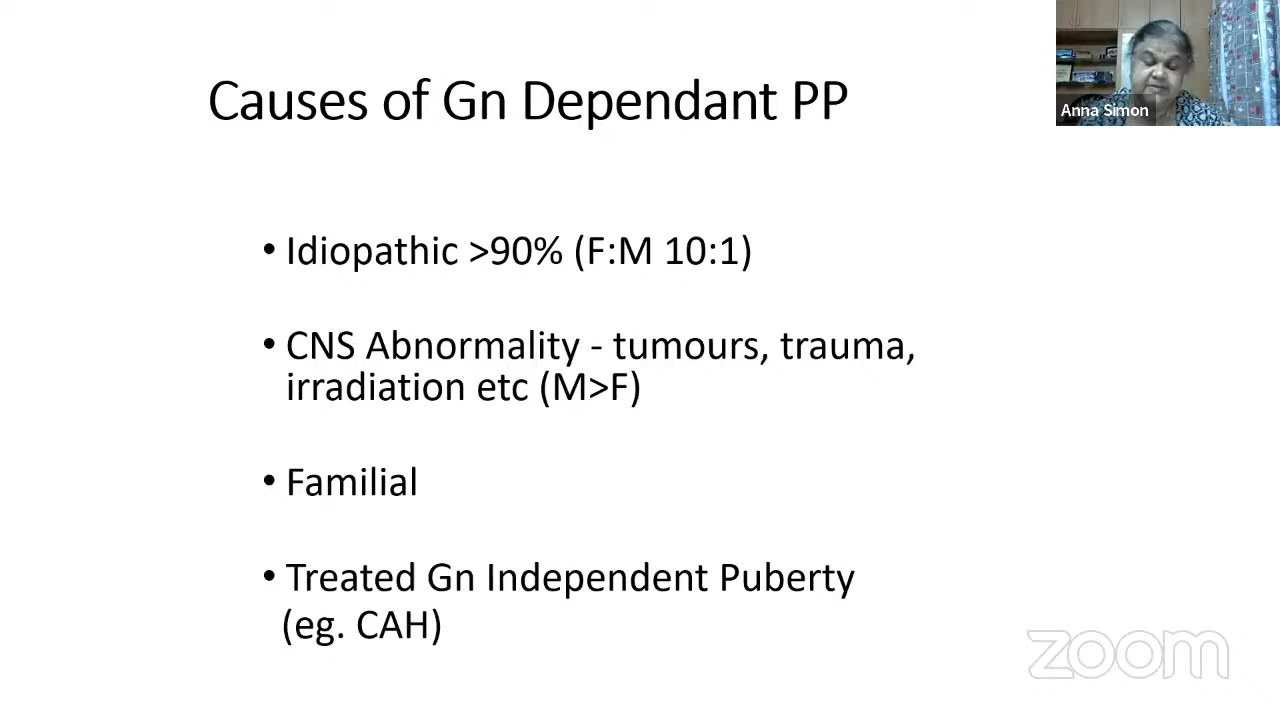 Causes of Gn Dependant PP
Anna Simon
• Idiopathic >90% (F:M 10:1)
• CNS Abnormality - tumours, trauma,
irradiation etc (M>F)
• Familial
• Treated Gn Independent Puberty
(eg. CAH)
zoom